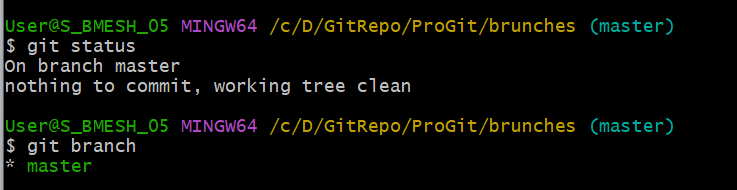 User@S_BMESH_05 MINGW64 /c/D/GitRepo/ProGit/brunches (master)
$ git status
On branch master
nothing to commit, working tree clean
User@S_BMESH_05 MINGW64 /c/D/GitRepo/ProGit/brunches (master)
$ git branch
* master